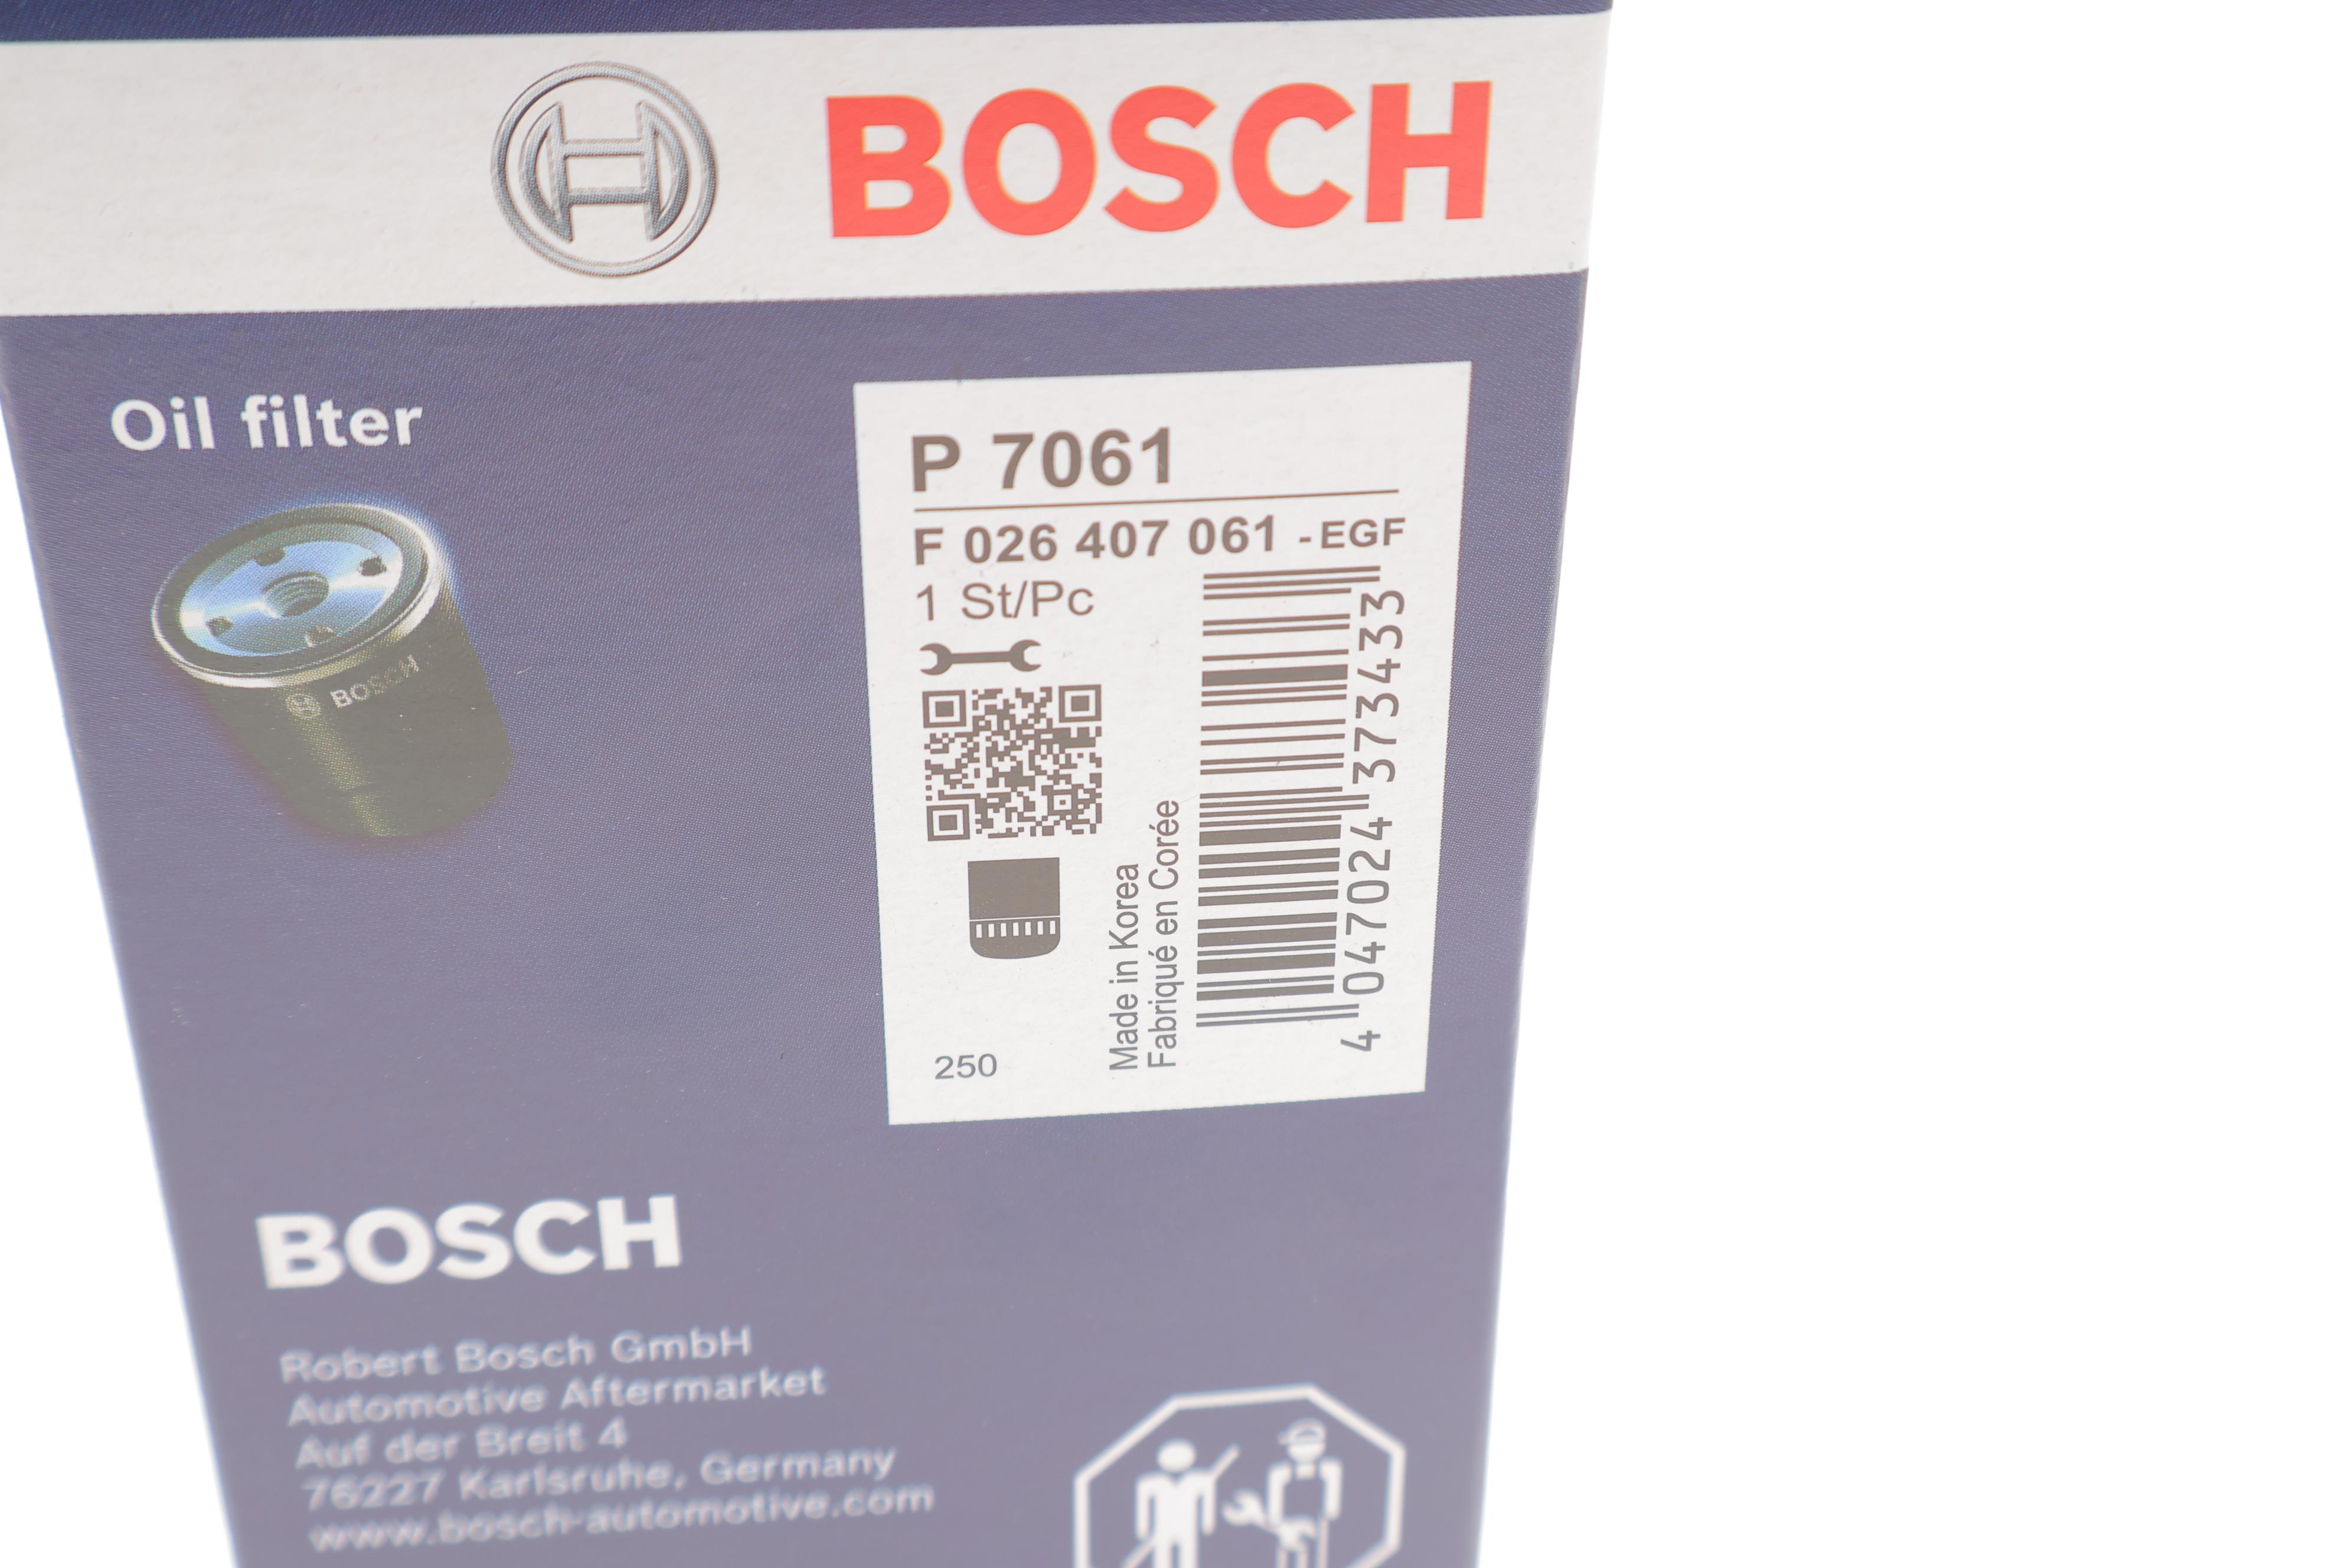 BOSCH
Oil filter
BOSCH
P 7061
F 026 407 061 -EGF
1 St/Pc
Made in Korea
Fabriqué en Corée
4 047024 373433
250
BOSCH
Robert Bosch GmbH
Automotive Aftermarket
Auf der Breit 4
76227 Karlsruhe, Germany
www.bosch-automotive.com